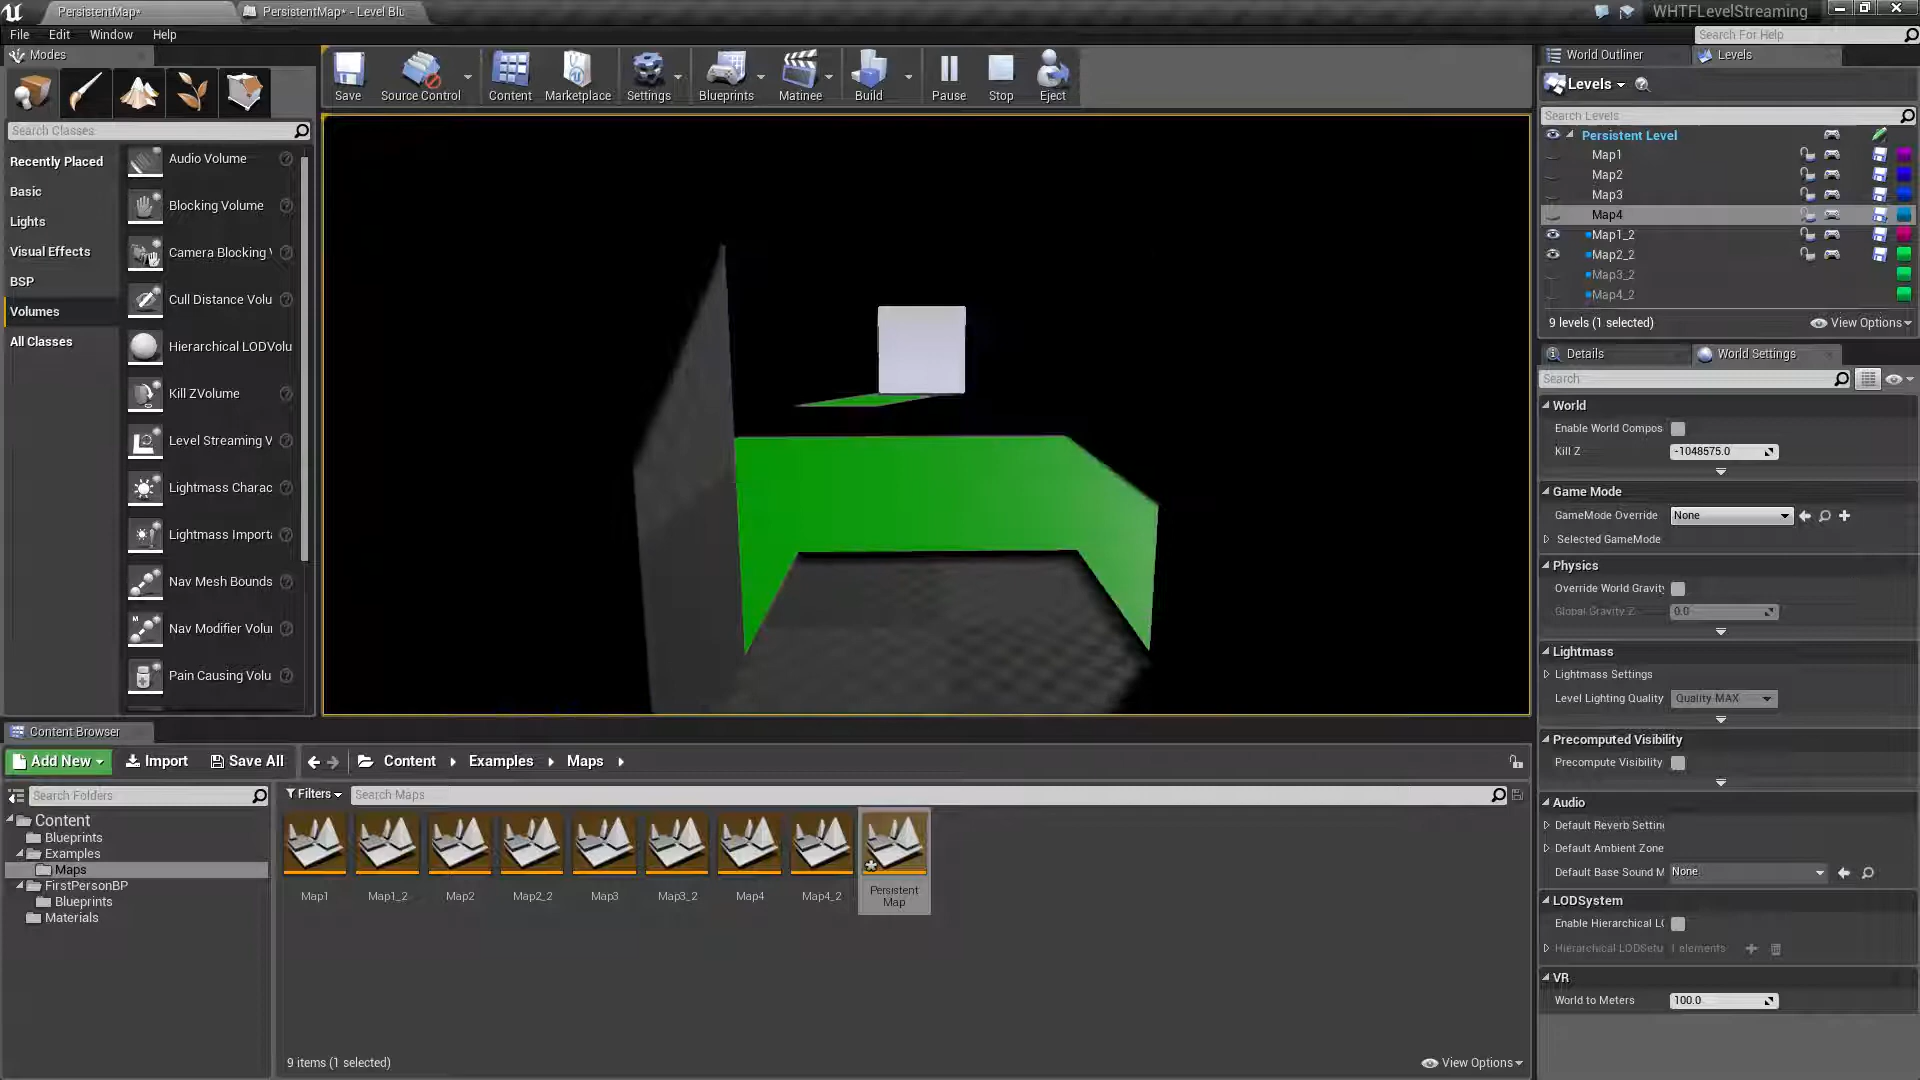 PersistentMap*
PersistentMap* - Level Blu
WHTFLevelStreaming
File
Edit
Window
Help
Search For Help
Modes
Save
Source Control
Content
Marketplace
Settings
Blueprints
Matinee
Build
Pause
Stop
Eject
World Outliner
Levels
Levels
Search Levels
Persistent Level
Map1
Map2
Map3
Map4
Map1_2
Map2_2
Map3_2
Map4_2
9 levels (1 selected)
View Options
Search Classes
Recently Placed
Basic
Lights
Visual Effects
BSP
Volumes
All Classes
Audio Volume
Blocking Volume
Camera Blocking V
Cull Distance Volu
Hierarchical LODVolu
Kill ZVolume
Level Streaming V
Lightmass Charac
Lightmass Importa
Nav Mesh Bounds
Nav Modifier Volu
Pain Causing Volu
Details
World Settings
Search
World
Enable World Compos
Kill Z
-1048575.0
Game Mode
GameMode Override
None
Selected GameMode
Physics
Override World Gravity
Global Gravity Z
0.0
Lightmass
Lightmass Settings
Level Lighting Quality
Quality MAX
Precomputed Visibility
Precompute Visibility
Audio
Default Reverb Settin
Default Ambient Zone
Default Base Sound M
None
LODSystem
Enable Hierarchical LO
Hierarchical LODSetu
1 elements
VR
World to Meters
100.0
Content Browser
Add New
Import
Save All
Content
Examples
Maps
Search Folders
Filters
Search Maps
Content
Blueprints
Examples
Maps
FirstPersonBP
Blueprints
Materials
Map1
Map1_2
Map2
Map2_2
Map3
Map3_2
Map4
Map4_2
Persistent
Map
9 items (1 selected)
View Options